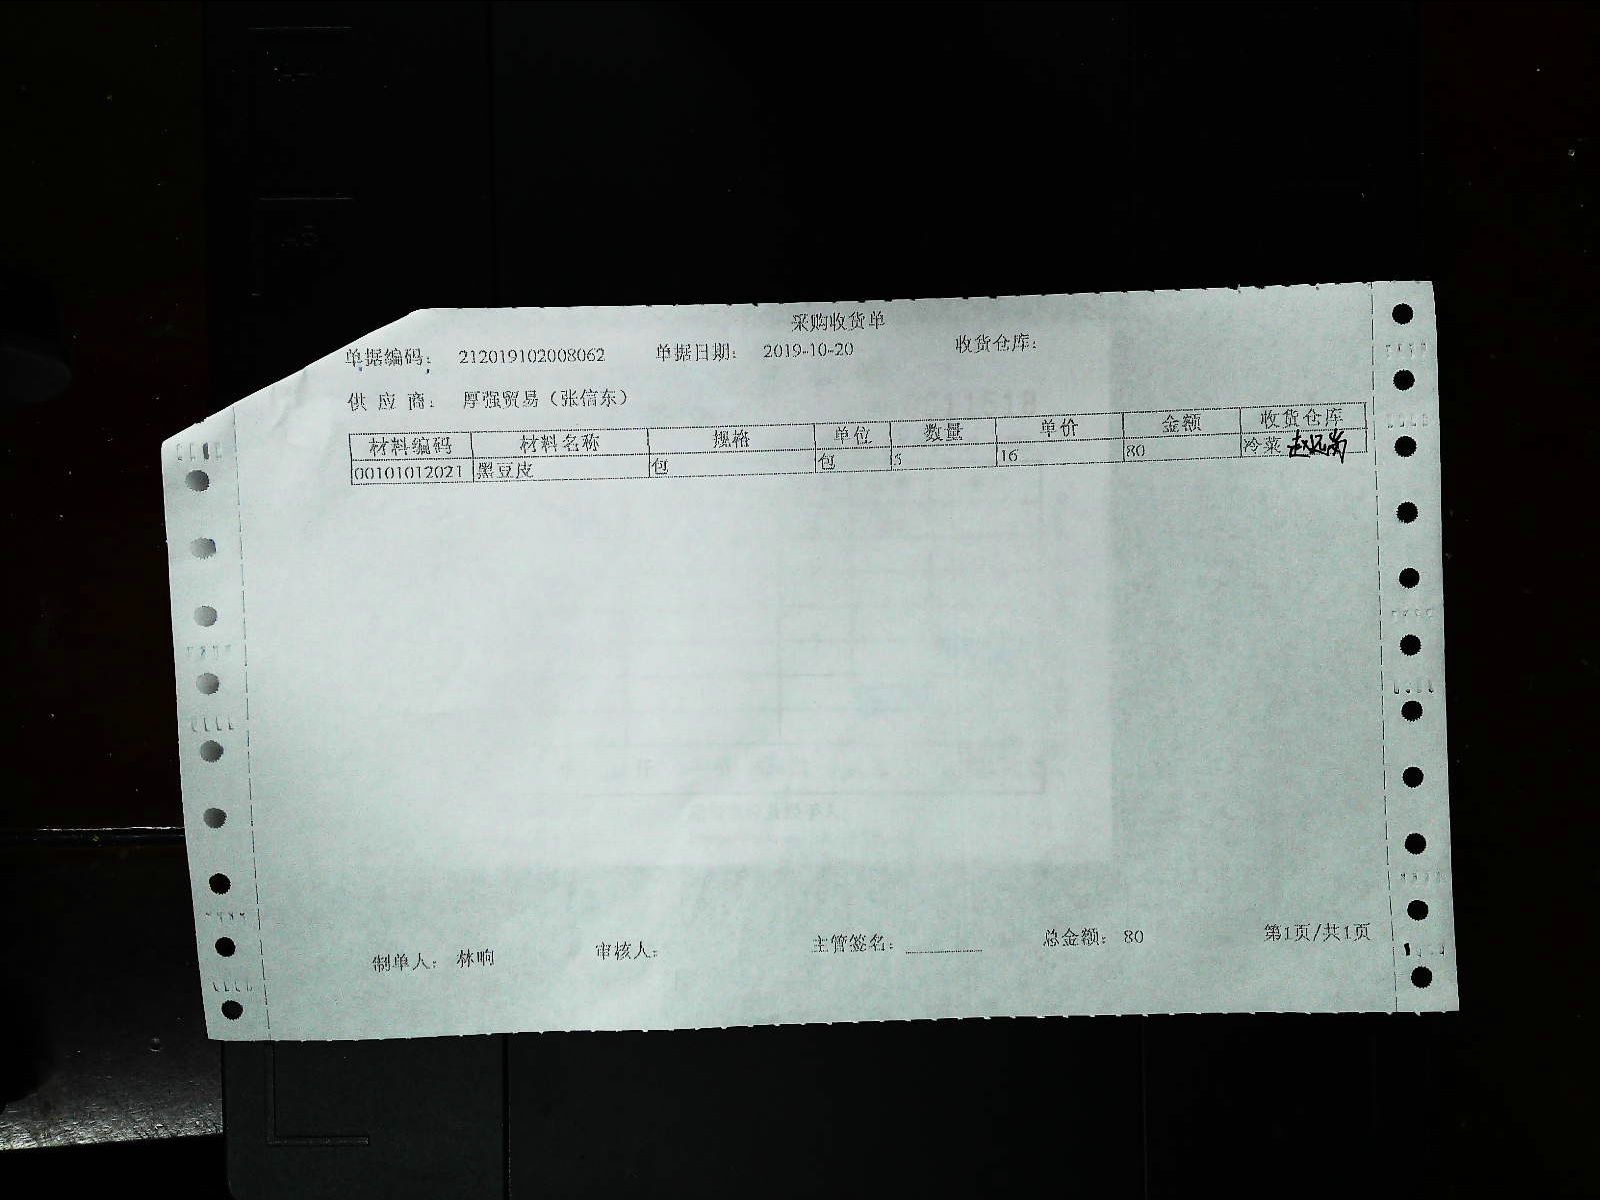 采购收货单
单据编码： 212019102008062 单据日期： 2019-10-20 收货仓库：
供 应 商： 厚强贸易（张信东）
材料编码 材料名称 规格 单位 数量 单价 金额 收货仓库
00101012021 黑豆皮 包 包 5 16 80 冷菜
制单人： 林响 审核人： 主管签名： 总金额： 80 第1页/共1页